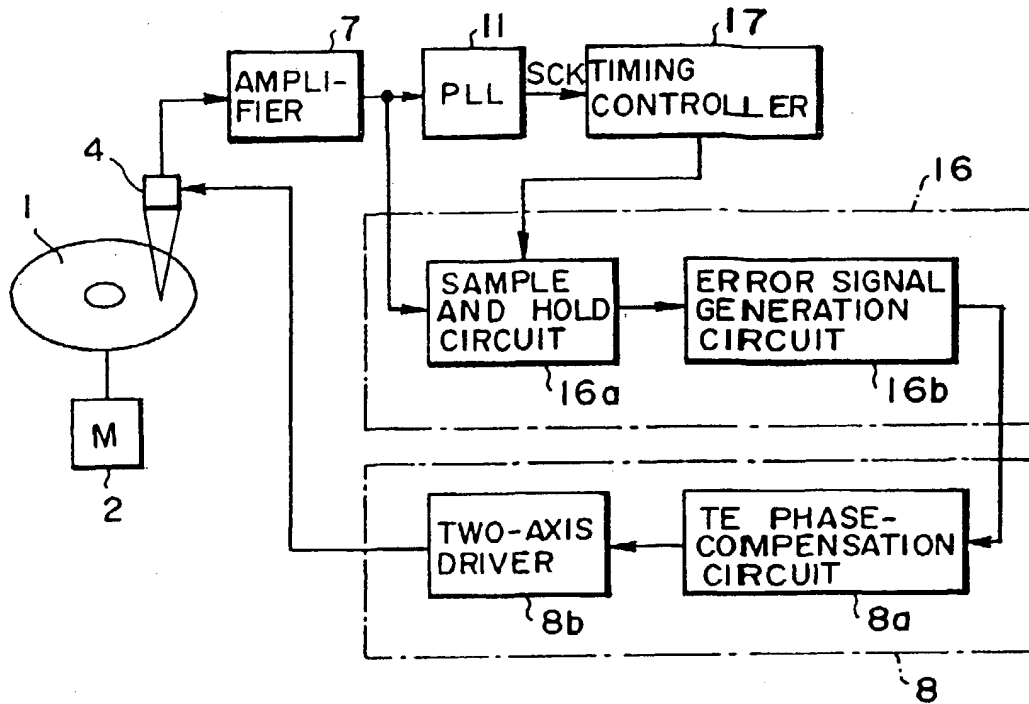 7
11
17
AMPLI-
FIER
PLL
SCK
TIMING
CONTROLLER
4
1
16
SAMPLE
AND HOLD
CIRCUIT
ERROR SIGNAL
GENERATION
CIRCUIT
16a
16b
M
2
TWO-AXIS
DRIVER
TE PHASE-
COMPENSATION
CIRCUIT
8b
8a
8